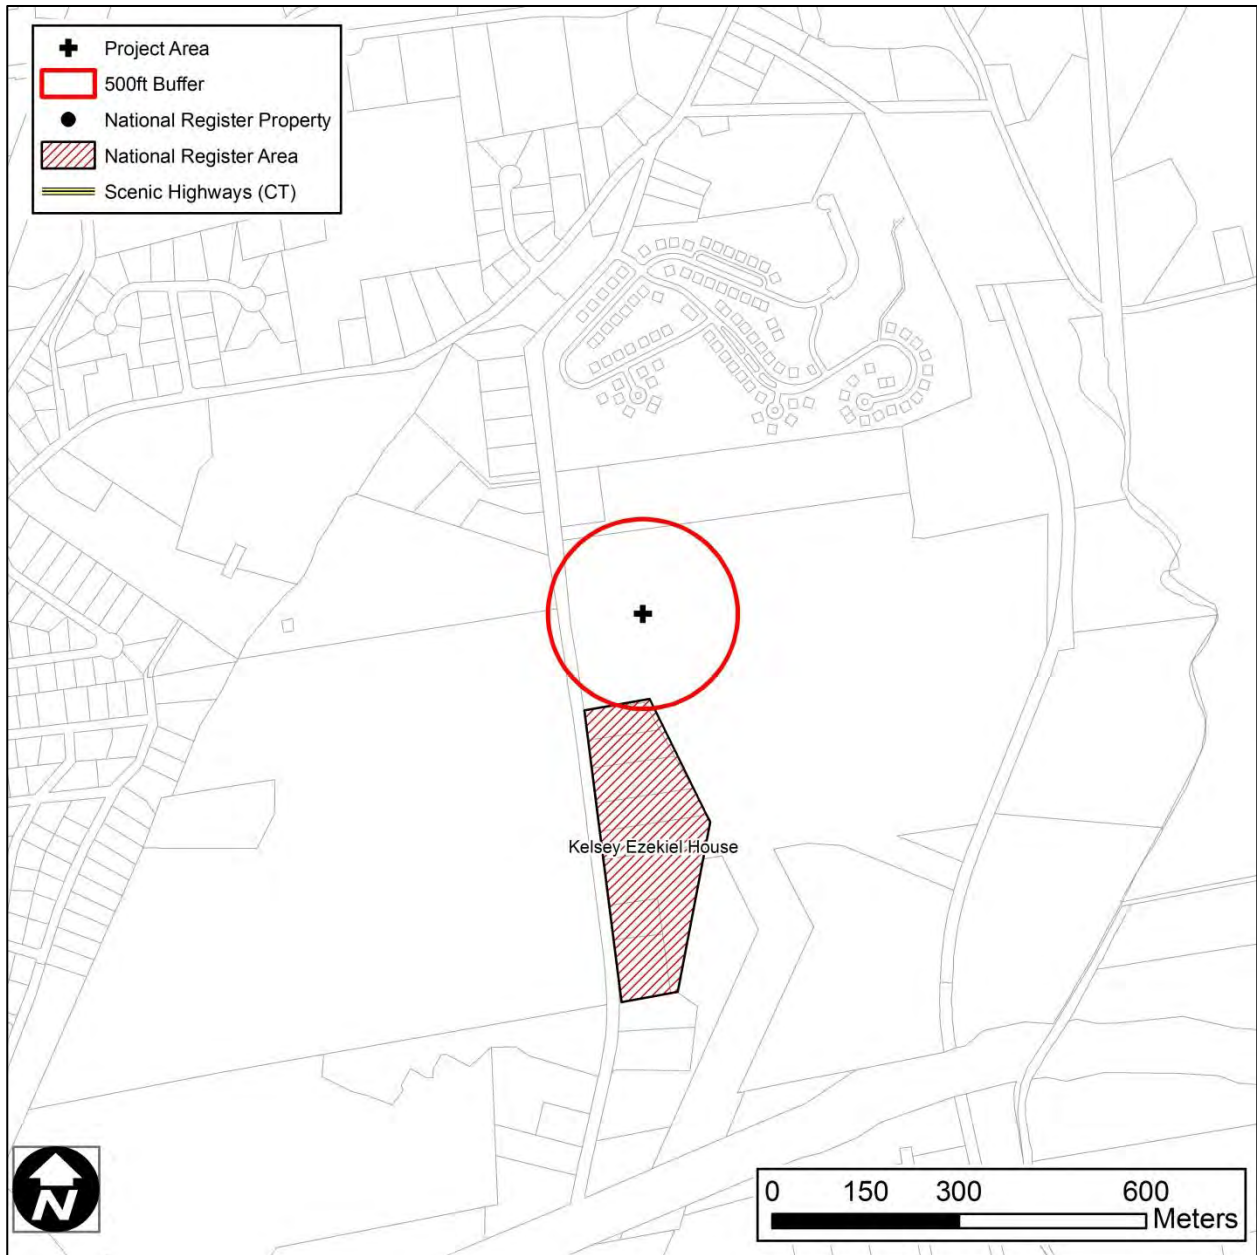 Project Area
500ft Buffer
National Register Property
National Register Area
Scenic Highways (CT)
Kelsey Ezekiel House
N
0 150 300 600
Meters